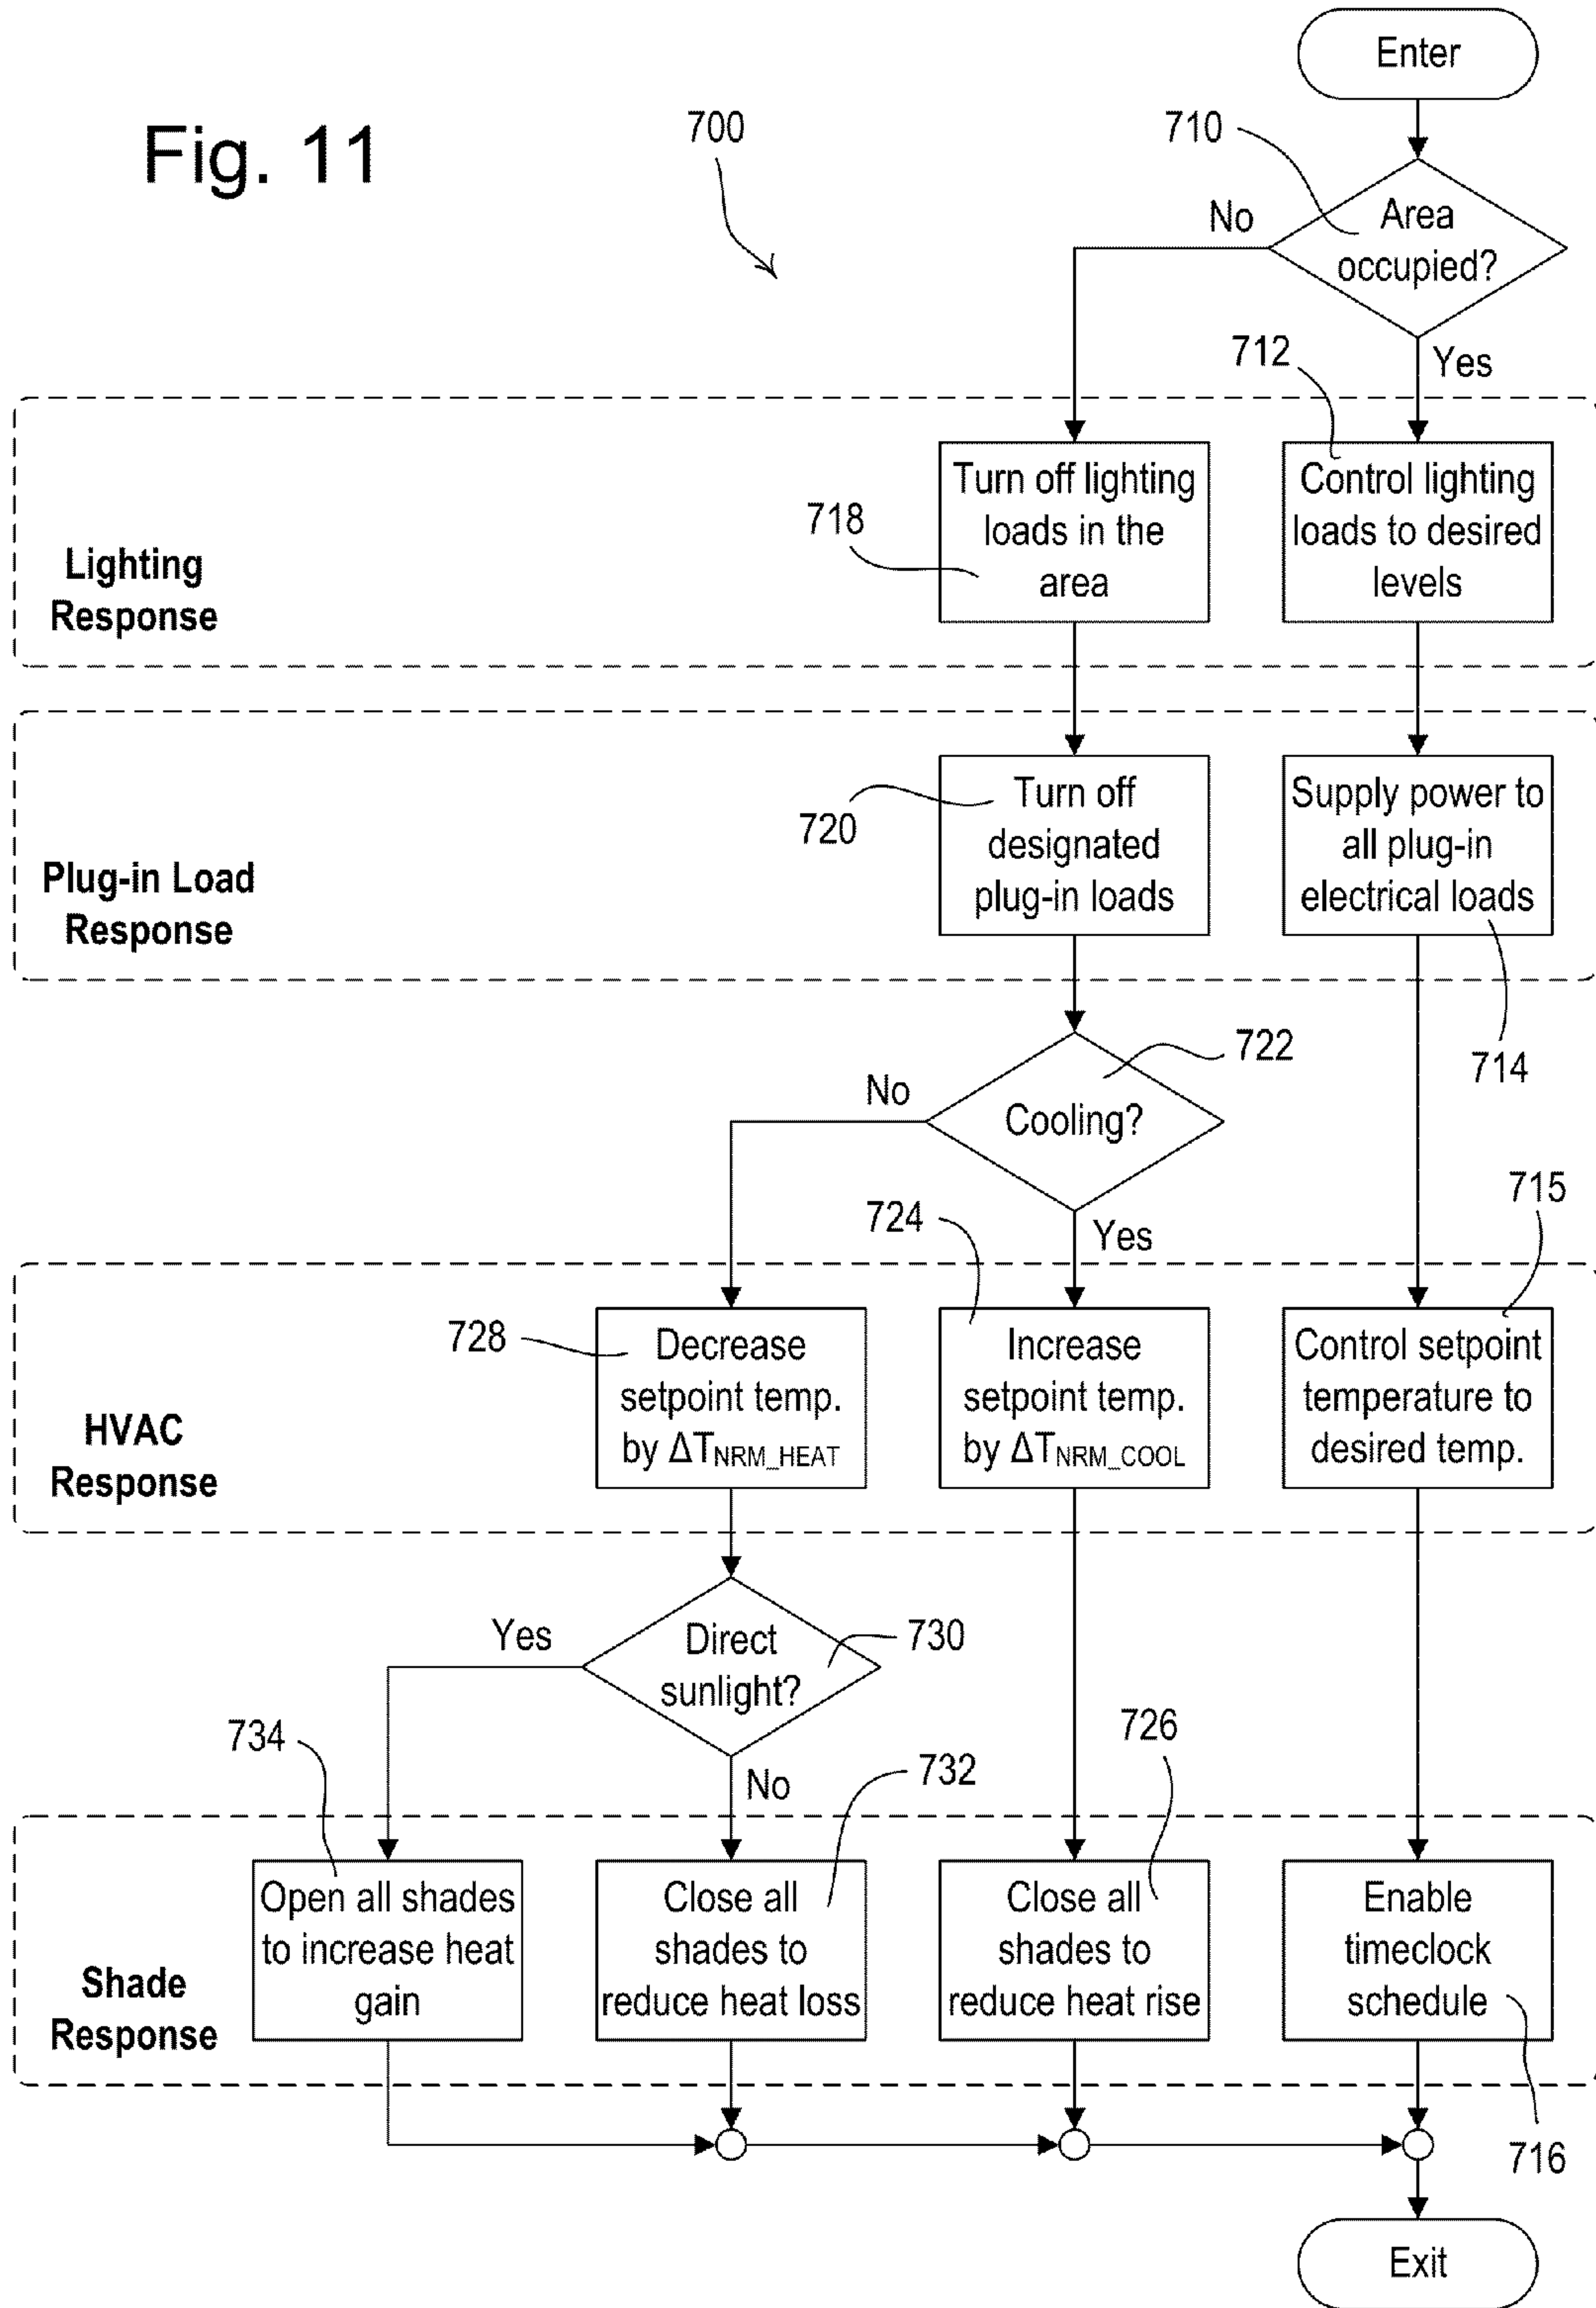 Fig. 11
Enter
700
710
Area
occupied?
No
Yes
712
Lighting
Response
718
Turn off lighting
loads in the
area
Control lighting
loads to desired
levels
Plug-in Load
Response
720
Turn off
designated
plug-in loads
Supply power to
all plug-in
electrical loads
714
722
Cooling?
No
Yes
724
715
HVAC
Response
728
Decrease
setpoint temp.
by ΔTNRM_HEAT
Increase
setpoint temp.
by ΔTNRM_COOL
Control setpoint
temperature to
desired temp.
Direct
sunlight?
730
Yes
No
734
732
726
Shade
Response
Open all shades
to increase heat
gain
Close all
shades to
reduce heat loss
Close all
shades to
reduce heat rise
Enable
timeclock
schedule
716
Exit